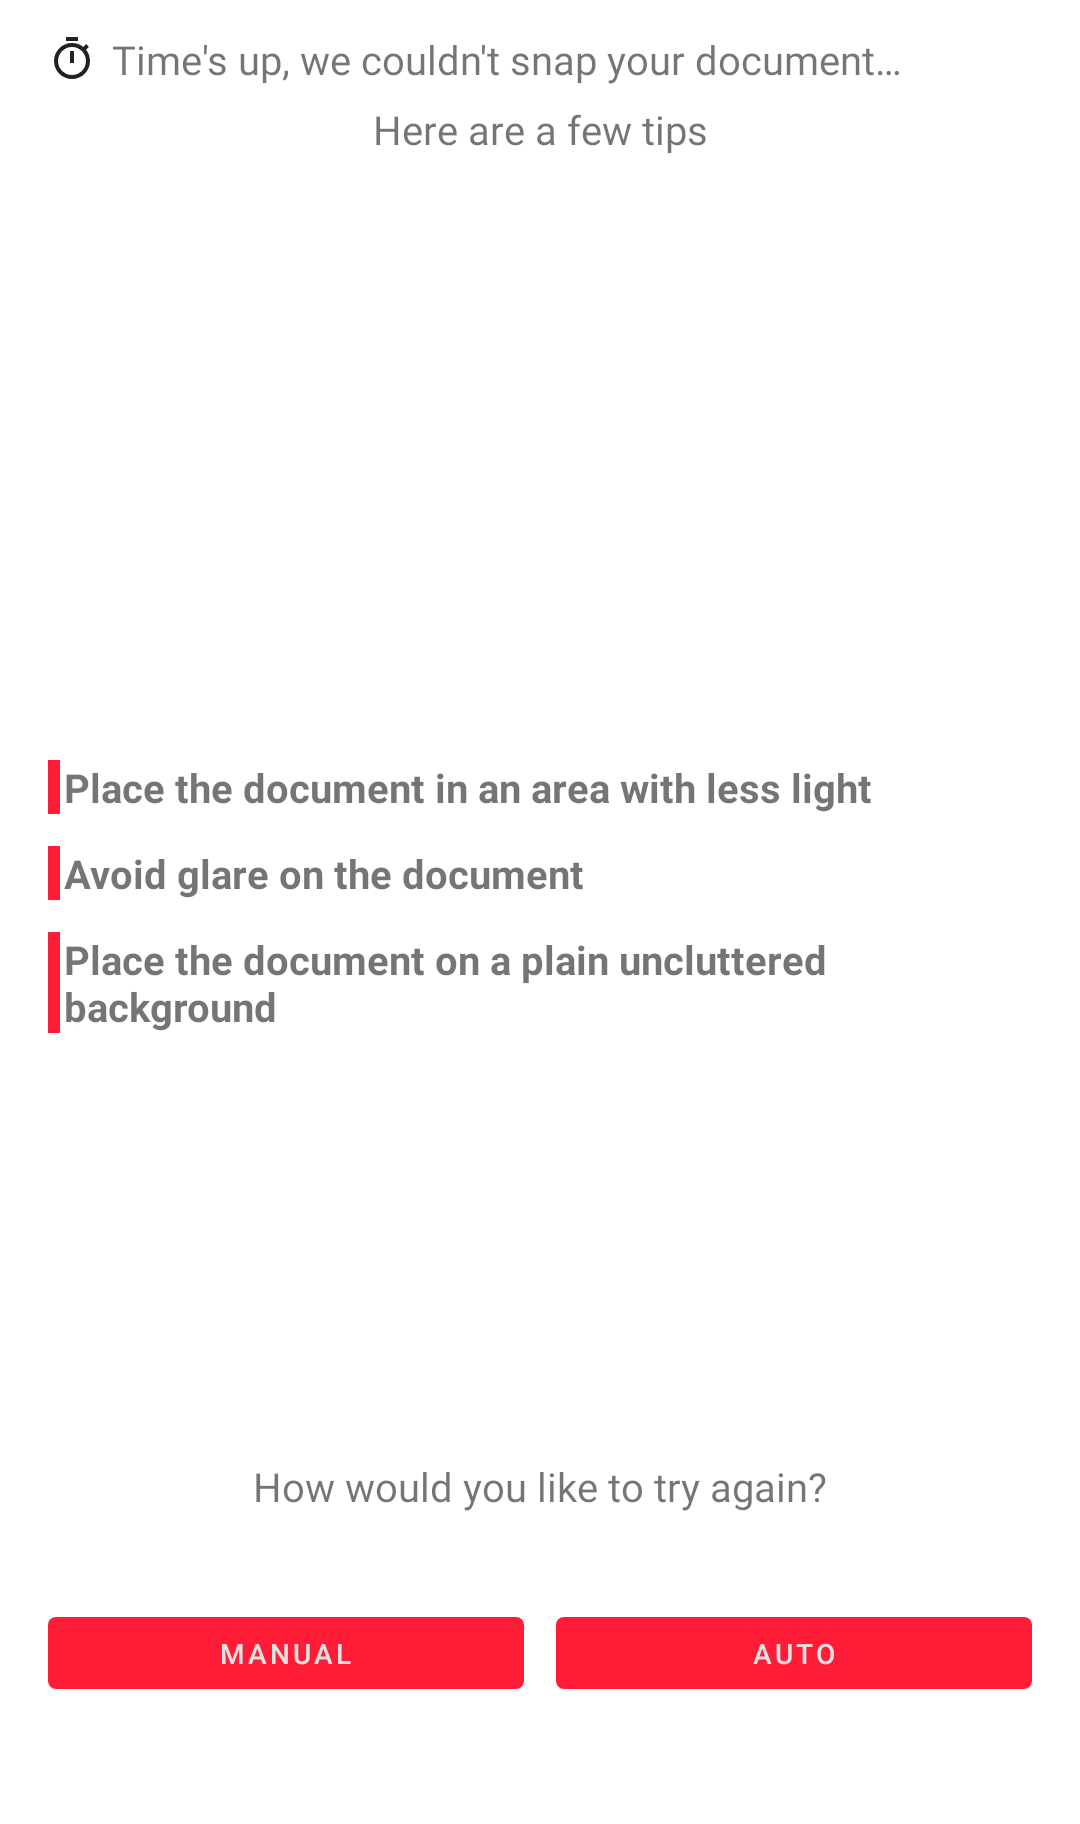 Time's up, we couldn't snap your document...
Here are a few tips
Place the document in an area with less light
Avoid glare on the document
Place the document on a plain uncluttered
background
How would you like to try again?
MANUAL
AUTO